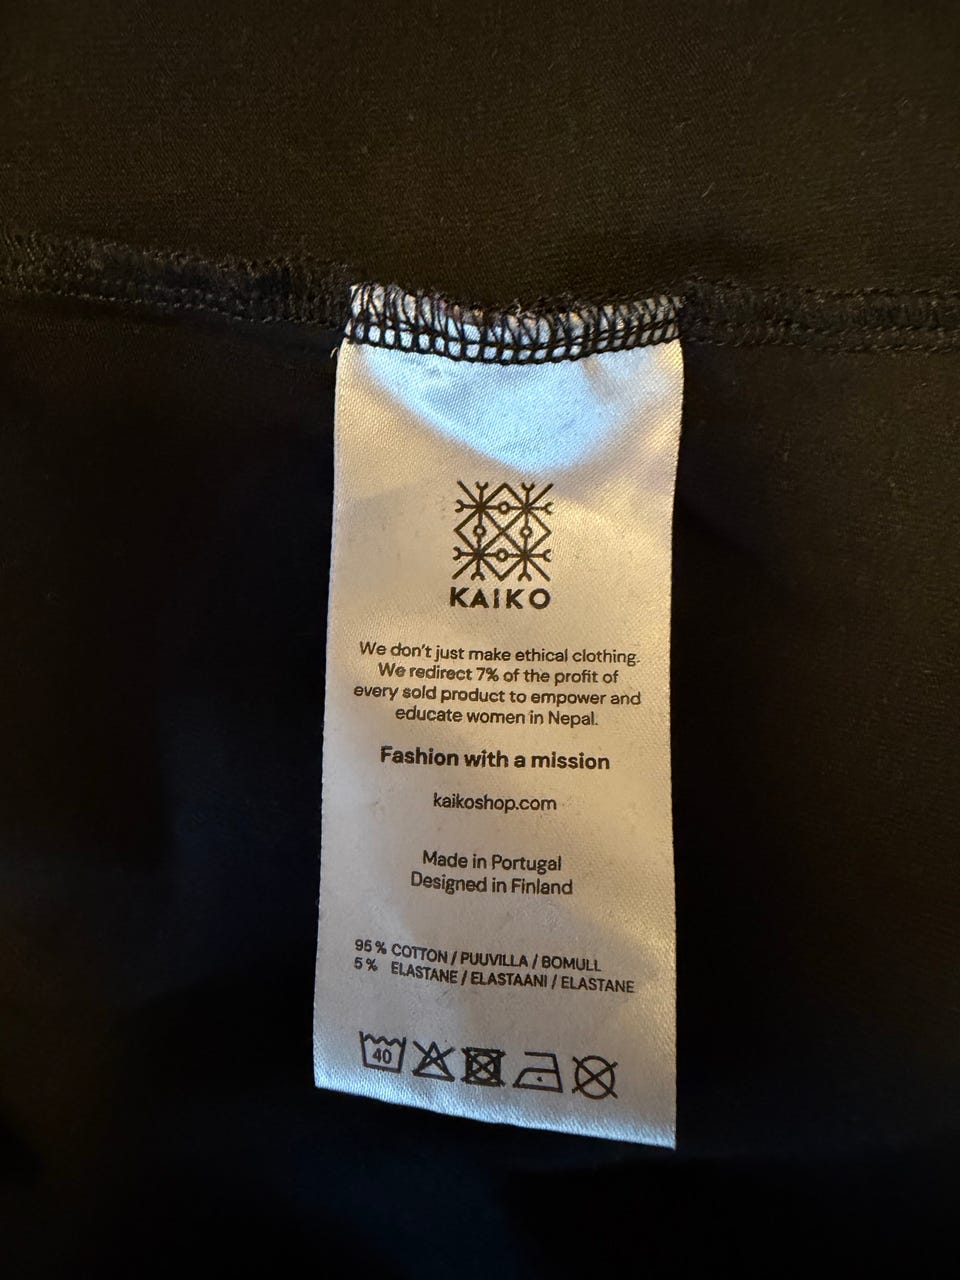 KAIKO
We don't just make ethical clothing.
We redirect 7% of the profit of
every sold product to empower and
educate women in Nepal.
Fashion with a mission
kaikoshop.com
Made in Portugal
Designed in Finland
95% COTTON / PUUVILLA / BOMULL
5% ELASTANE / ELASTAANI / ELASTANE
40